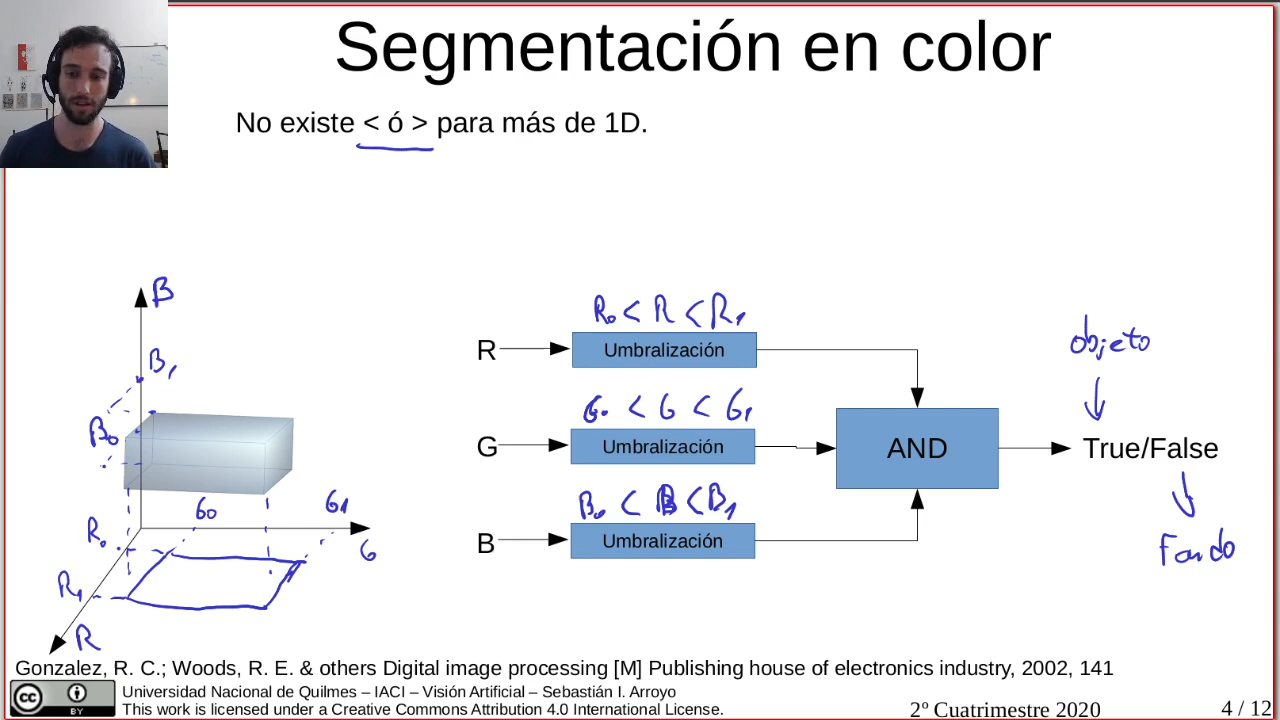 Segmentación en color
No existe < ó > para más de 1D.
B
B₁
B₀
G₀
G₁
G
R₀
R₁
R
R₀ < R < R₁
R
Umbralización
G₀ < G < G₁
G
Umbralización
B₀ < B < B₁
B
Umbralización
AND
objeto
True/False
Fondo
Gonzalez, R. C.; Woods, R. E. & others Digital image processing [M] Publishing house of electronics industry, 2002, 141
cc BY
Universidad Nacional de Quilmes – IACI – Visión Artificial – Sebastián I. Arroyo
This work is licensed under a Creative Commons Attribution 4.0 International License.
2º Cuatrimestre 2020
4 / 12